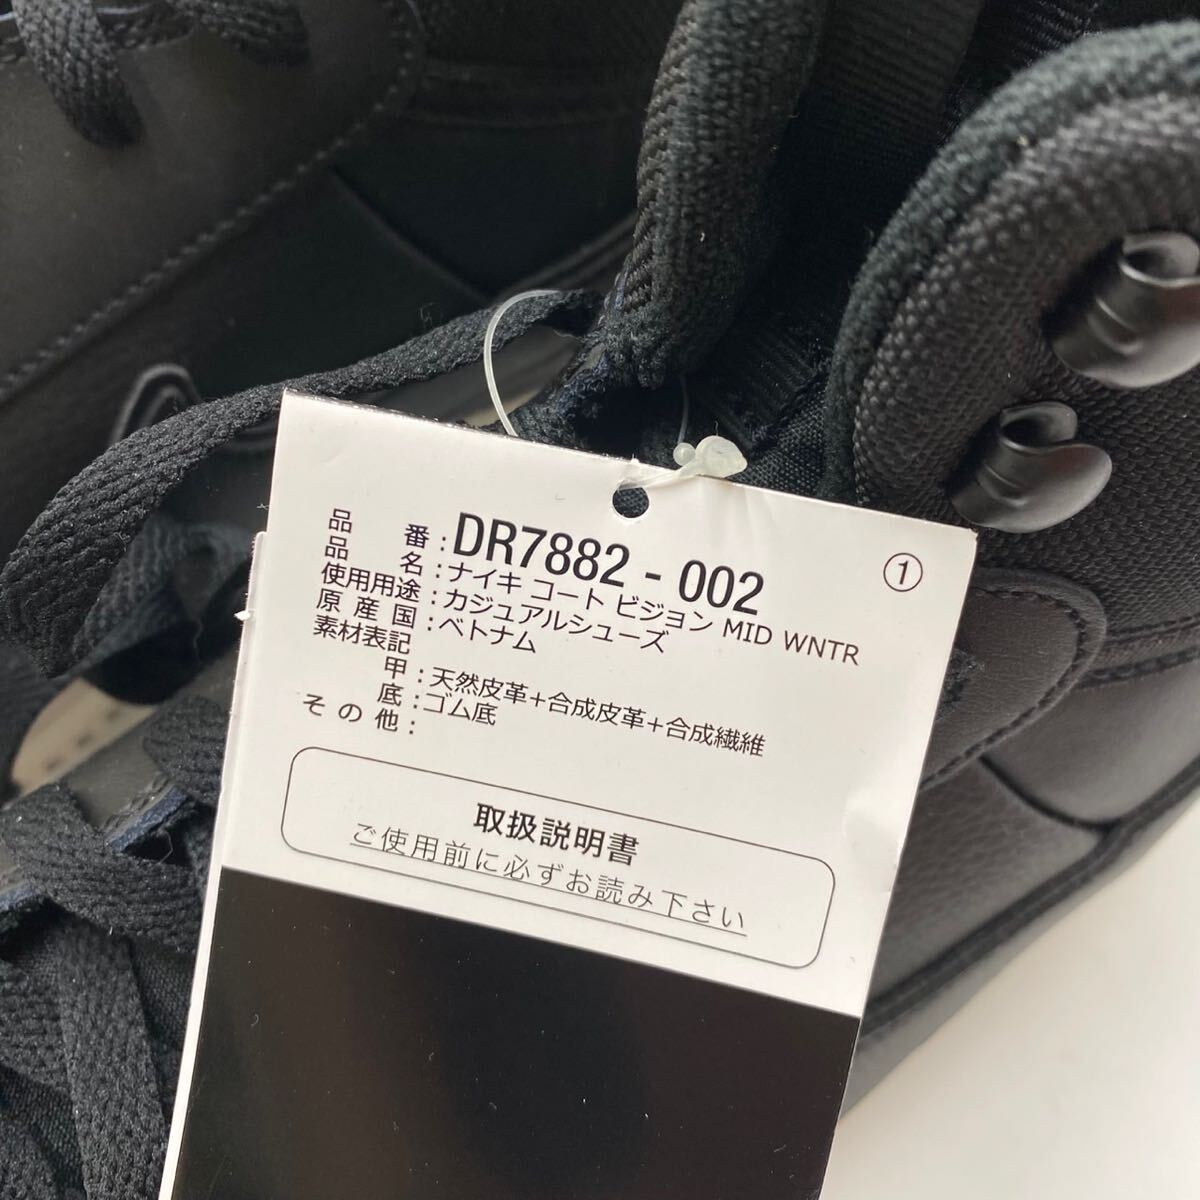 ①
品番:DR7882-002
品名:ナイキ コート ビジョン MID WNTR
使用用途:カジュアルシューズ
原産国:ベトナム
素材表記
甲:天然皮革+合成皮革+合成繊維
底:ゴム底
その他:
取扱説明書
ご使用前に必ずお読み下さい